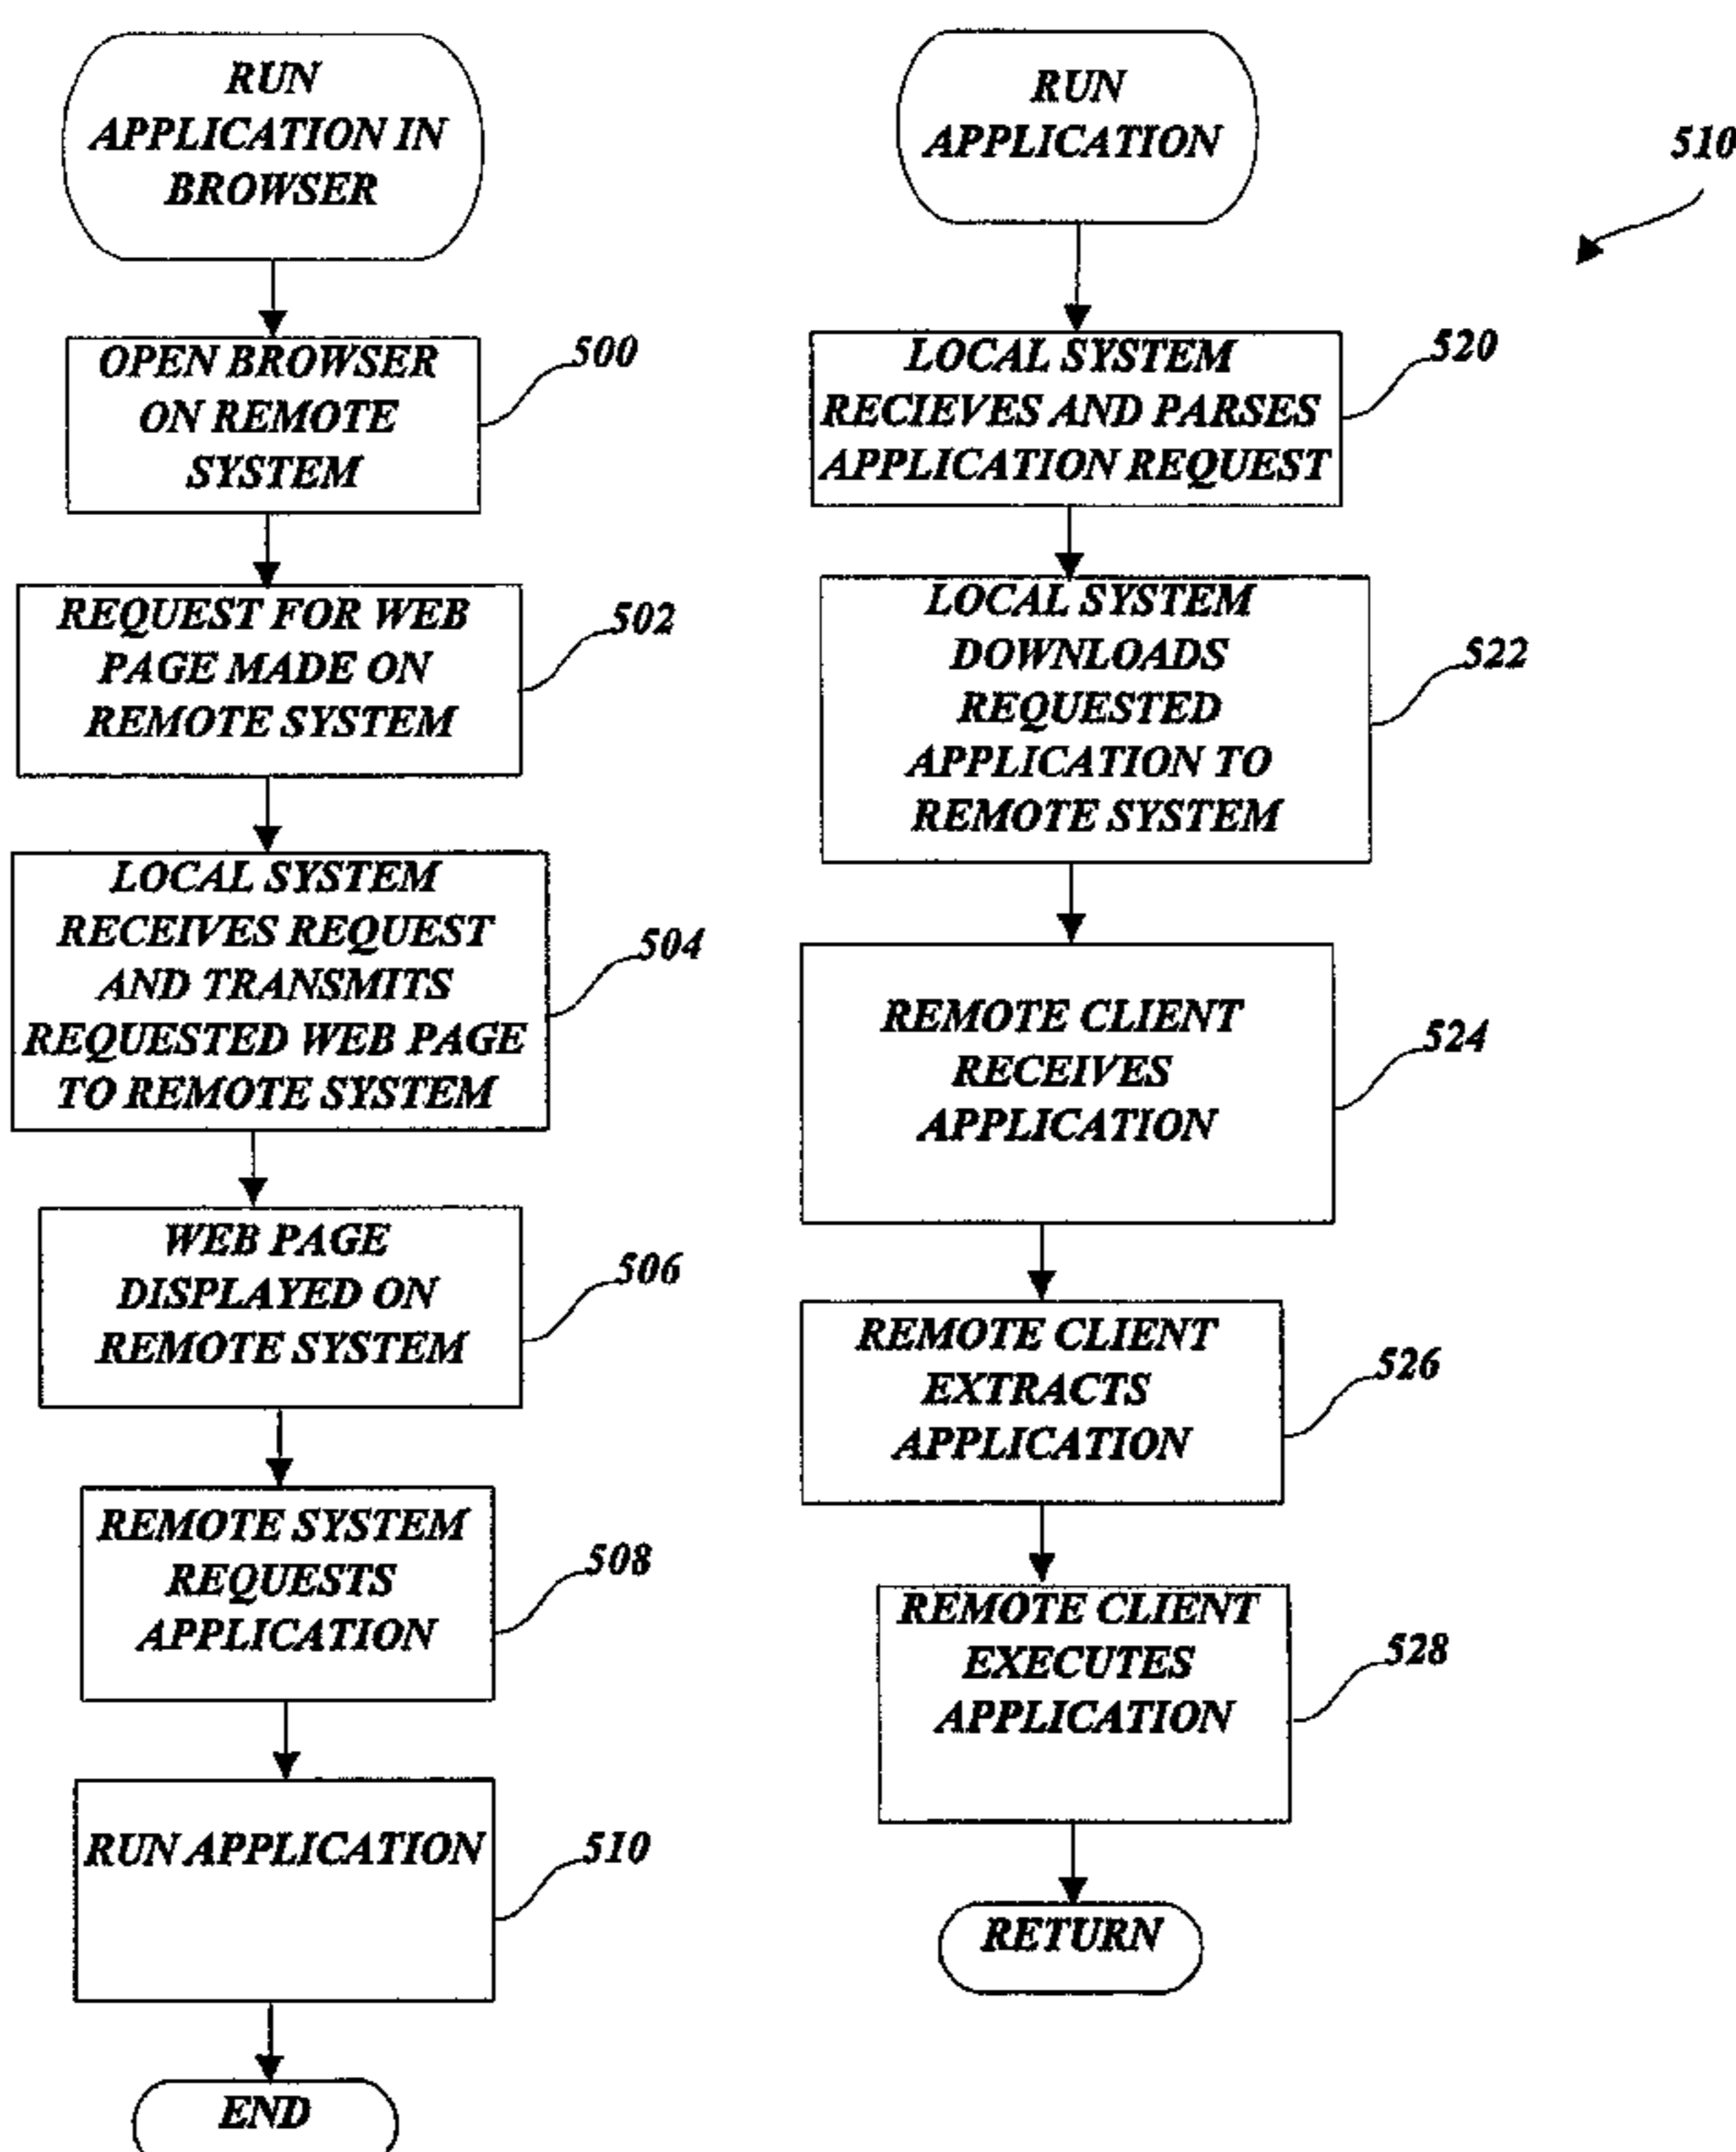 RUN
APPLICATION IN
BROWSER
OPEN BROWSER
ON REMOTE
SYSTEM
500
REQUEST FOR WEB
PAGE MADE ON
REMOTE SYSTEM
502
LOCAL SYSTEM
RECEIVES REQUEST
AND TRANSMITS
REQUESTED WEB PAGE
TO REMOTE SYSTEM
504
WEB PAGE
DISPLAYED ON
REMOTE SYSTEM
506
REMOTE SYSTEM
REQUESTS
APPLICATION
508
RUN APPLICATION
510
END
RUN
APPLICATION
510
LOCAL SYSTEM
RECIEVES AND PARSES
APPLICATION REQUEST
520
LOCAL SYSTEM
DOWNLOADS
REQUESTED
APPLICATION TO
REMOTE SYSTEM
522
REMOTE CLIENT
RECEIVES
APPLICATION
524
REMOTE CLIENT
EXTRACTS
APPLICATION
526
REMOTE CLIENT
EXECUTES
APPLICATION
528
RETURN